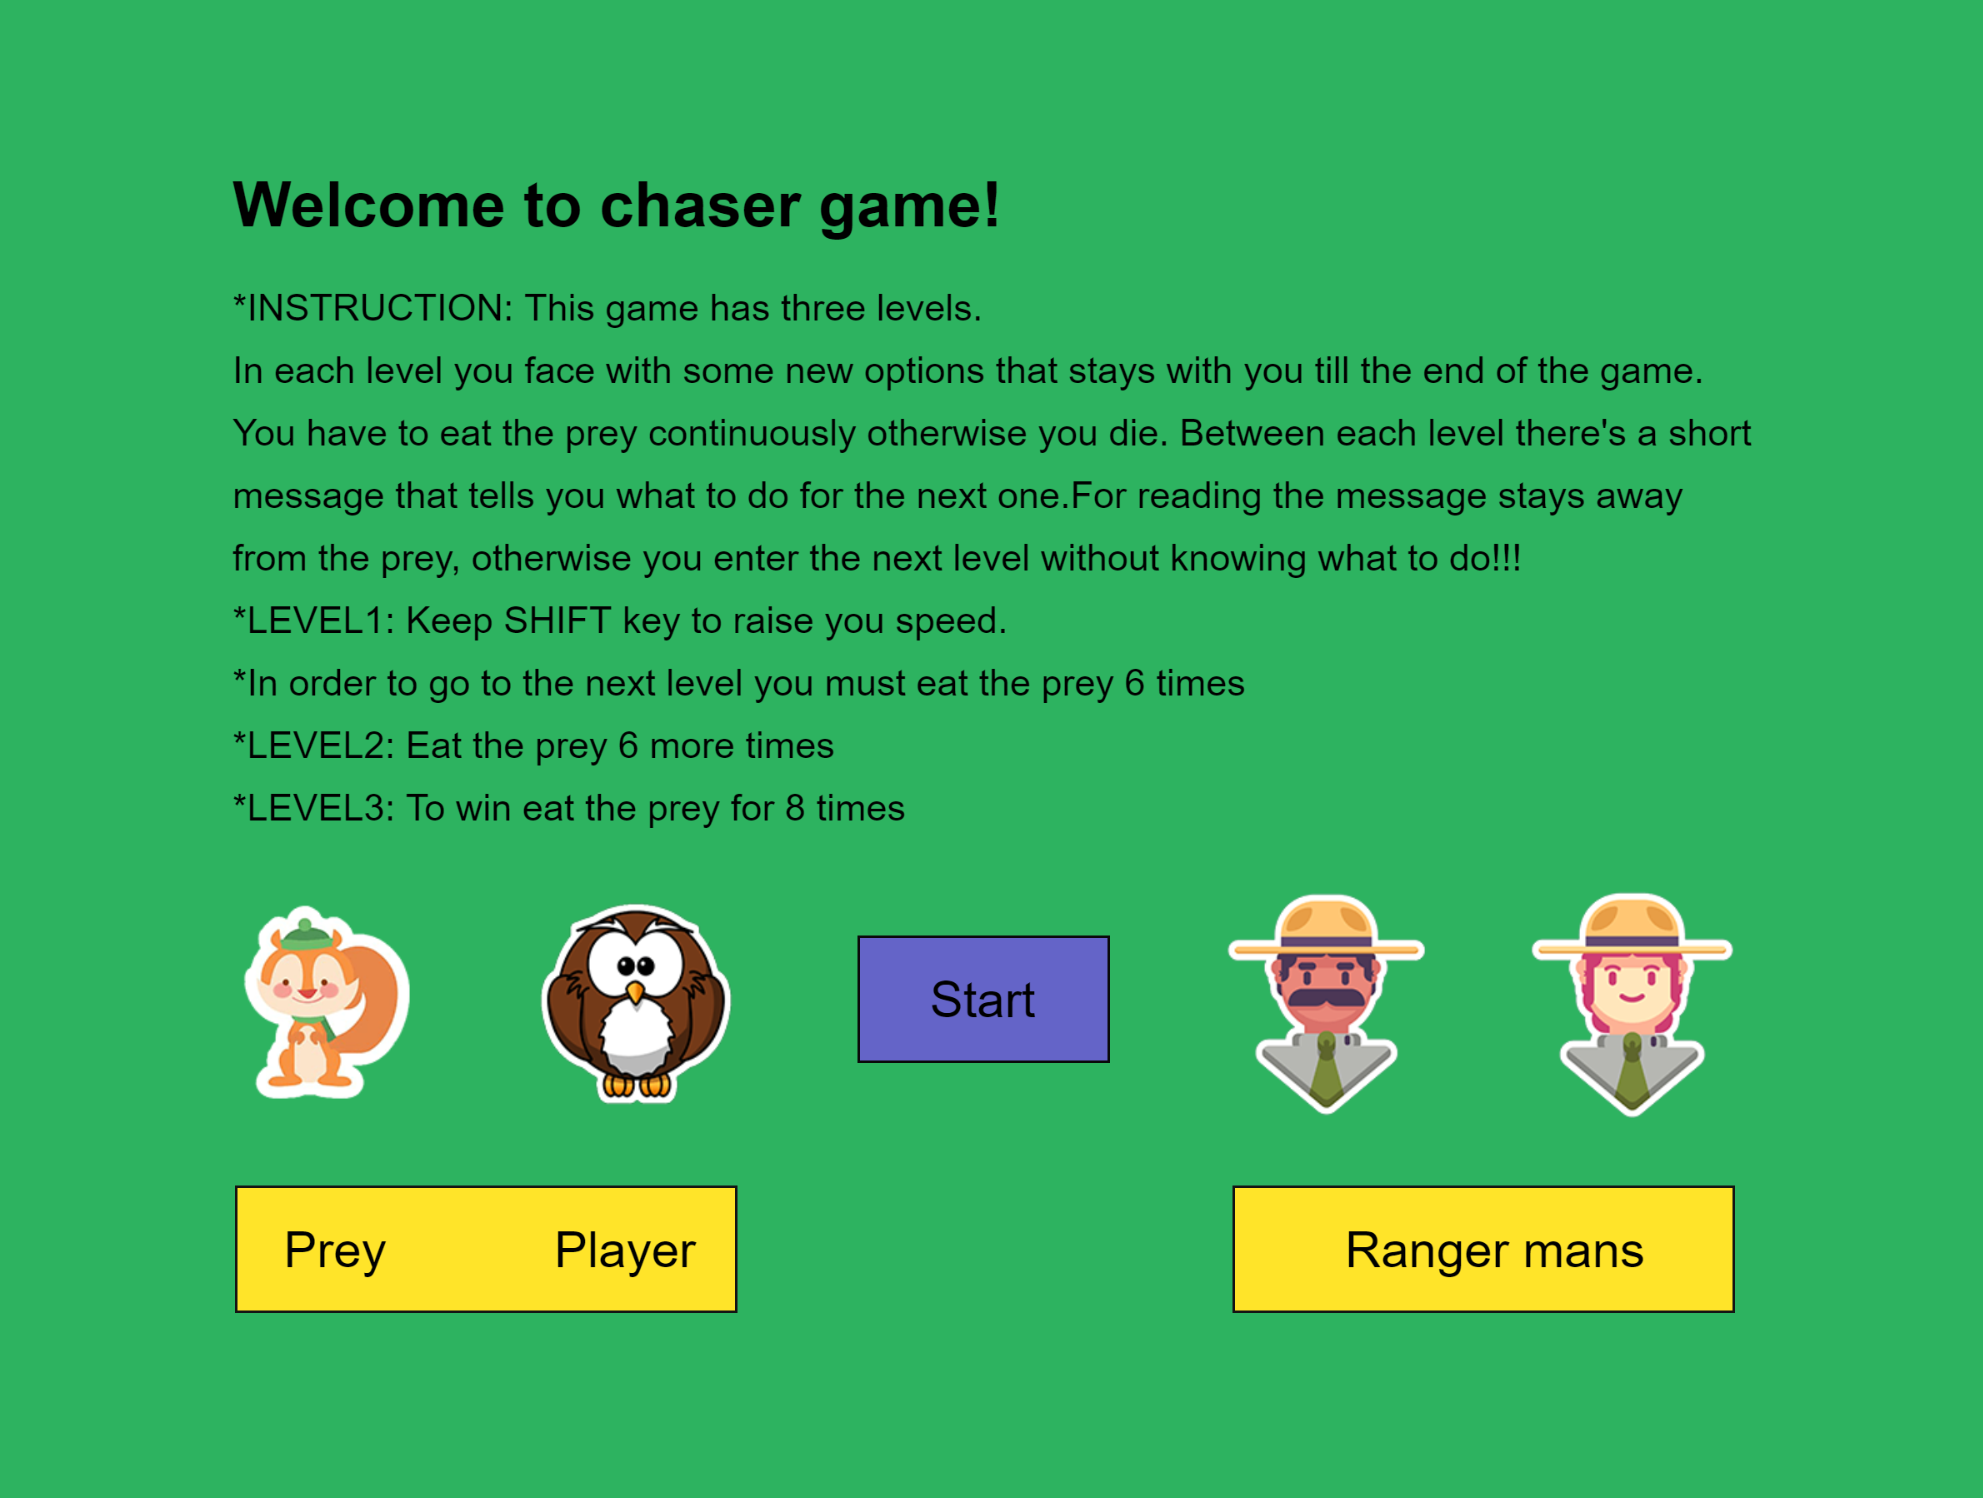 Welcome to chaser game!
*INSTRUCTION: This game has three levels.
In each level you face with some new options that stays with you till the end of the game.
You have to eat the prey continuously otherwise you die. Between each level there's a short
message that tells you what to do for the next one.For reading the message stays away
from the prey, otherwise you enter the next level without knowing what to do!!!
*LEVEL1: Keep SHIFT key to raise you speed.
*In order to go to the next level you must eat the prey 6 times
*LEVEL2: Eat the prey 6 more times
*LEVEL3: To win eat the prey for 8 times
Start
Prey
Player
Ranger mans